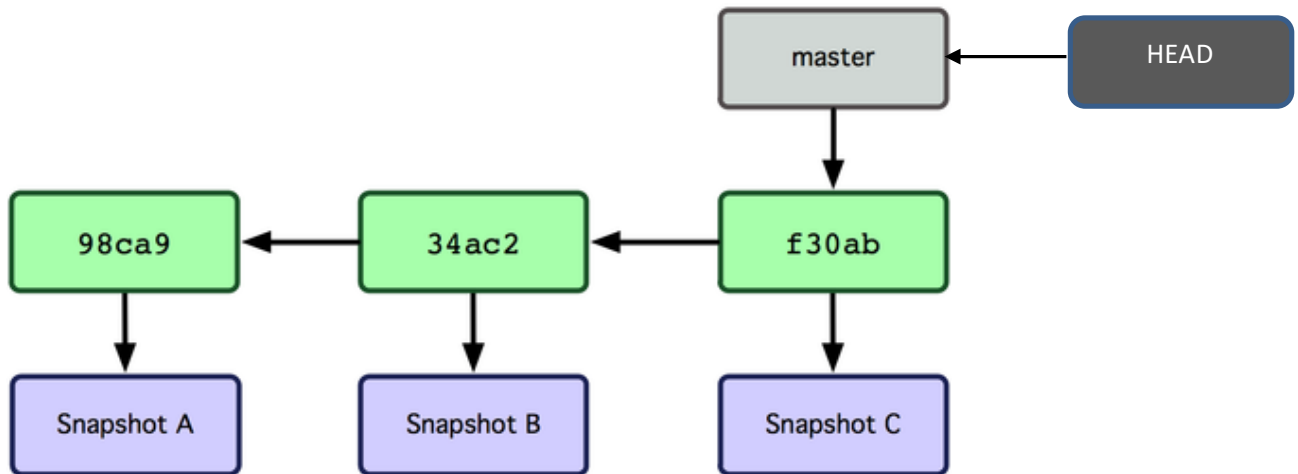 master
HEAD
98ca9
34ac2
f30ab
Snapshot A
Snapshot B
Snapshot C